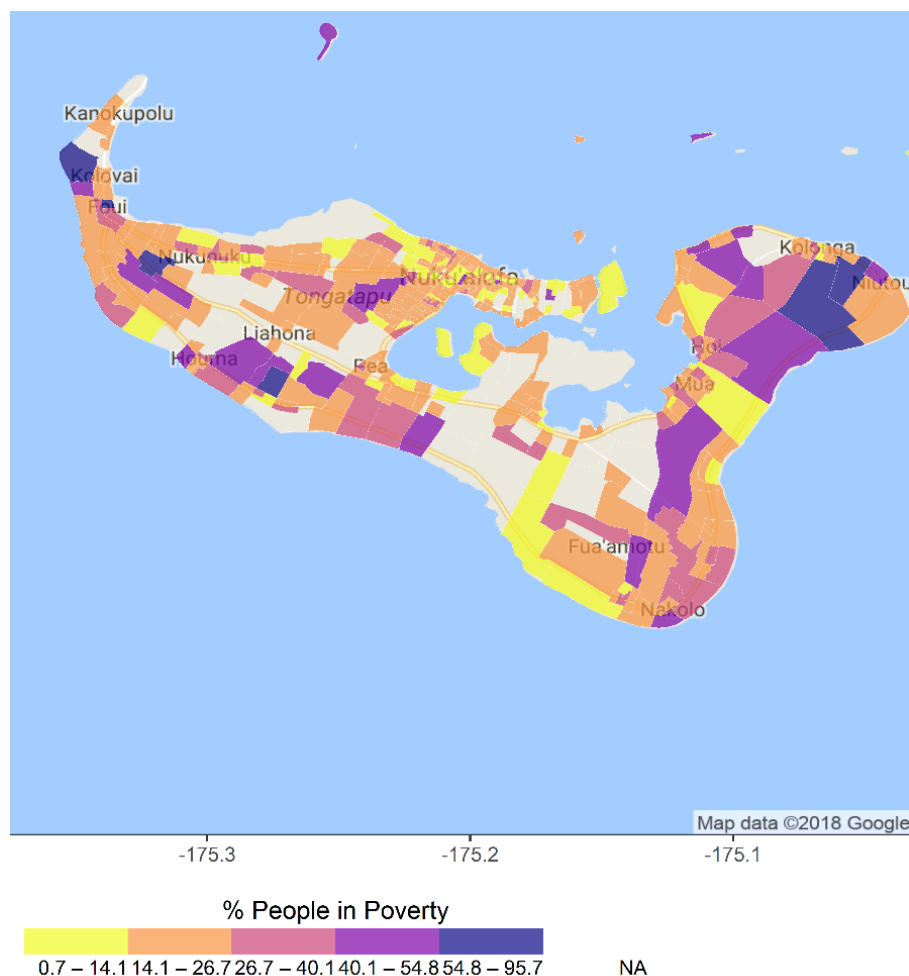 Kanokupolu
Kolovai
Foui
Nukunuku
Kolonga
Niutou
Nuku'alofa
Tongatapu
Liahona
Hoi
Houma
Pea
Mua
Fua'amotu
Nakolo
Map data ©2018 Google
-175.3 -175.2 -175.1
% People in Poverty
0.7 – 14.1 14.1 – 26.7 26.7 – 40.1 40.1 – 54.8 54.8 – 95.7 NA